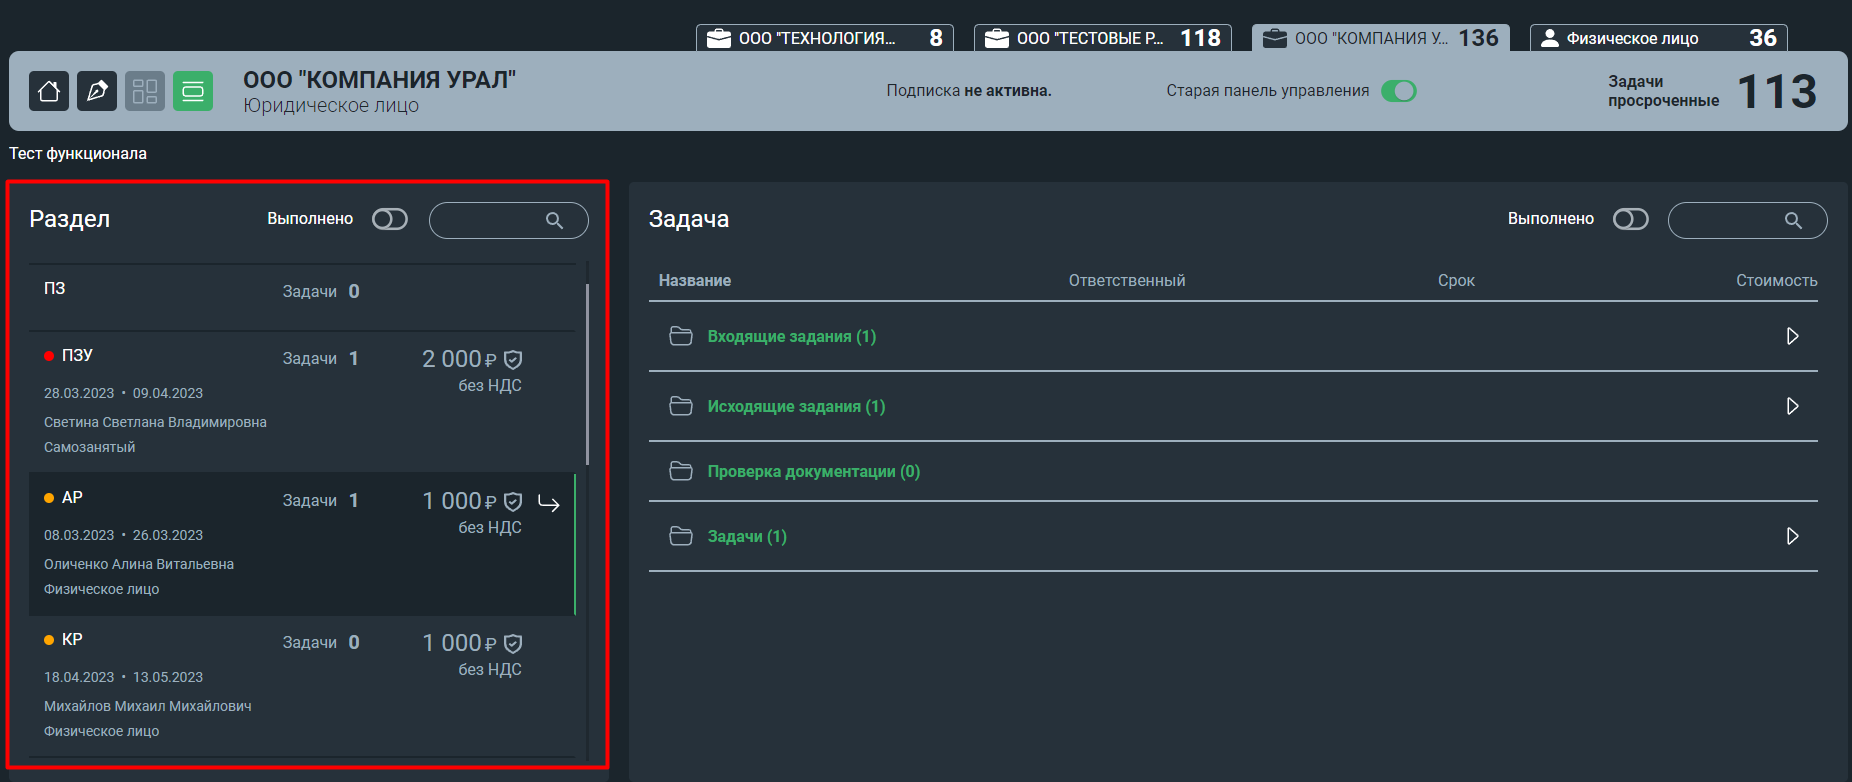 ООО "ТЕХНОЛОГИЯ... 8
ООО "ТЕСТОВЫЕ Р... 118
ООО "КОМПАНИЯ У... 136
Физическое лицо 36
ООО "КОМПАНИЯ УРАЛ"
Юридическое лицо
Подписка не активна.
Старая панель управления
Задачи
просроченные
113
Тест функционала
Раздел
Выполнено
ПЗ
Задачи 0
ПЗУ
Задачи 1
2 000 ₽
без НДС
28.03.2023 • 09.04.2023
Светина Светлана Владимировна
Самозанятый
АР
Задачи 1
1 000 ₽
без НДС
08.03.2023 • 26.03.2023
Оличенко Алина Витальевна
Физическое лицо
КР
Задачи 0
1 000 ₽
без НДС
18.04.2023 • 13.05.2023
Михайлов Михаил Михайлович
Физическое лицо
Задача
Выполнено
Название Ответственный Срок Стоимость
Входящие задания (1)
Исходящие задания (1)
Проверка документации (0)
Задачи (1)